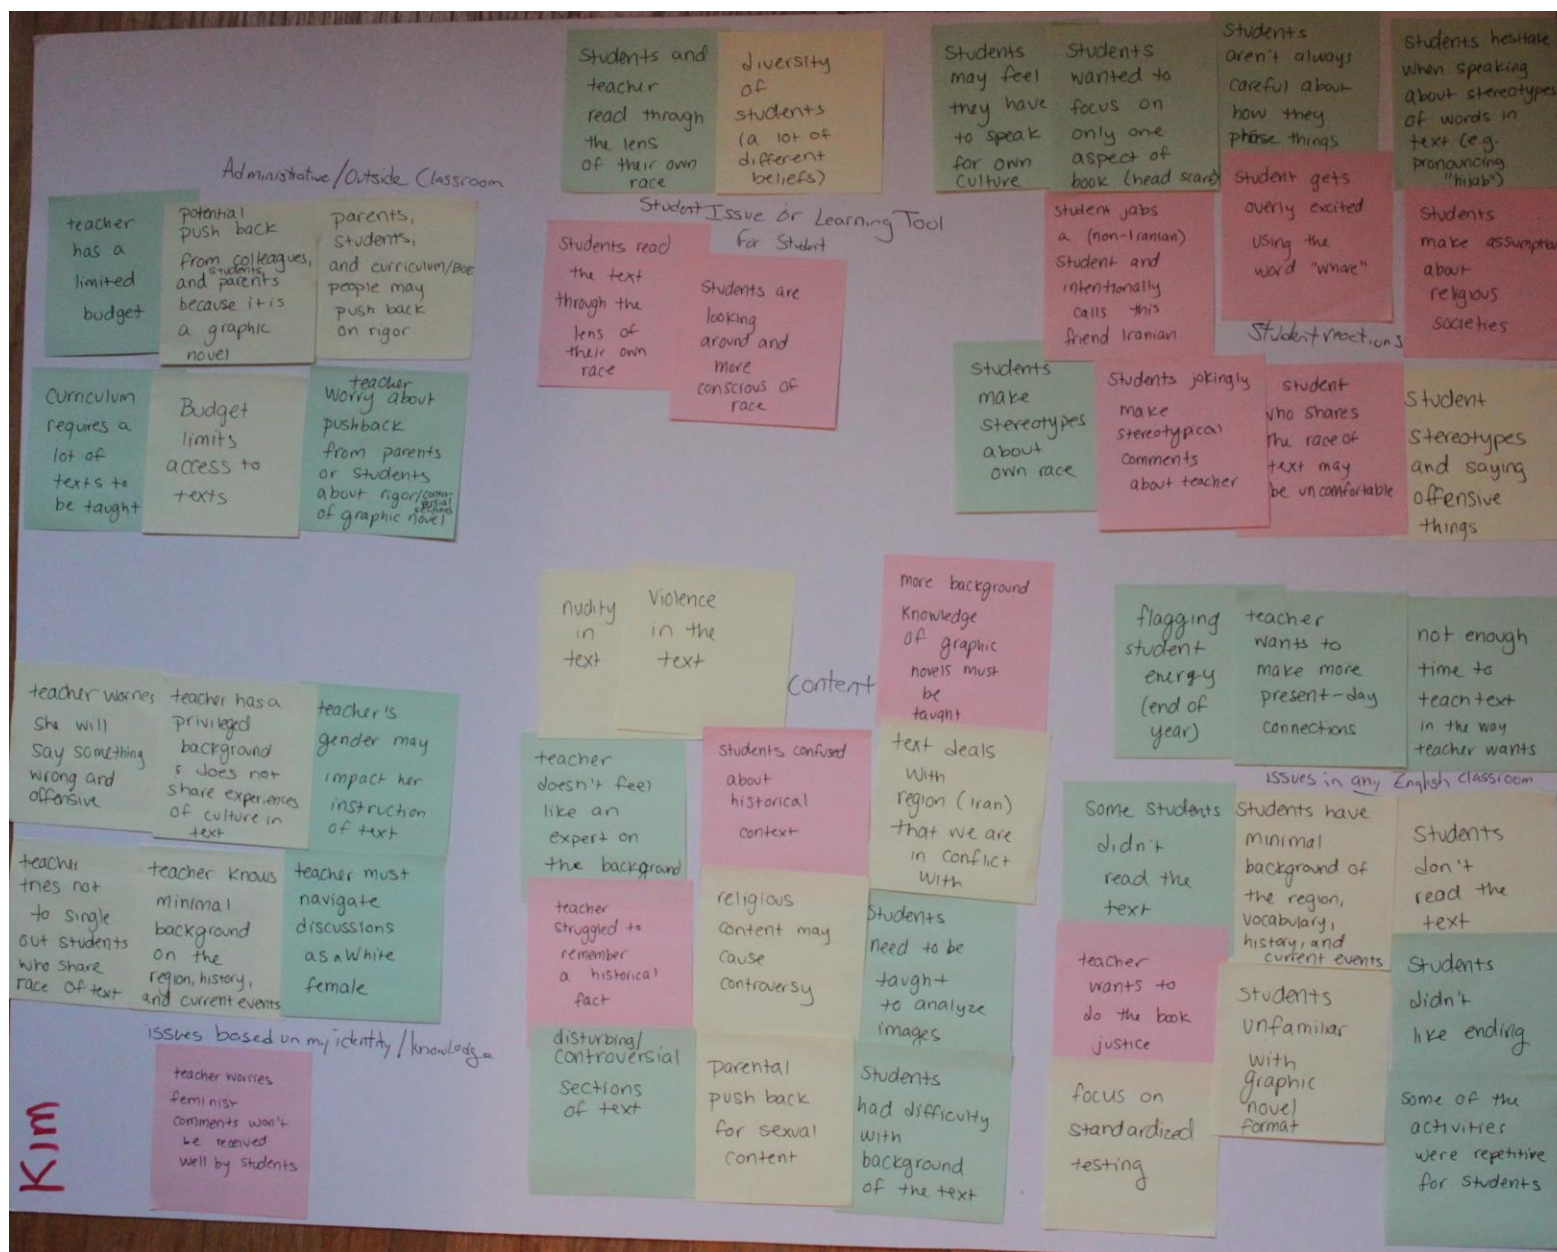 Administrative/Outside Classroom
teacher
has a
limited
budget
potential
push back
from colleagues,
students,
and parents
because it is
a graphic
novel
parents,
students,
and curriculum/BOE
people may
push back
on rigor
Curriculum
requires a
lot of
texts to
be taught
Budget
limits
access to
texts
teacher
worry about
pushback
from parents
or students
about rigor/contro-
versial
sections
of graphic novel
Students and
teacher
read through
the lens
of their own
race
diversity
of
students
(a lot of
different
beliefs)
Student Issue or Learning Tool
for Student
Students read
the text
through the
lens of
their own
race
Students are
looking
around and
more
conscious of
race
Students
may feel
they have
to speak
for own
culture
Students
wanted to
focus on
only one
aspect of
book (head scarf)
Students
aren't always
careful about
how they
phrase things
Students hesitate
when speaking
about stereotypes
of words in
text (e.g.
pronouncing
"hijab")
student jabs
a (non-Iranian)
student and
intentionally
calls this
friend Iranian
Student gets
overly excited
using the
word "whore"
Students
make assumption
about
religious
societies
Student reactions
Students
make
stereotypes
about
own race
Students jokingly
make
stereotypical
comments
about teacher
student
who shares
the race of
text may
be uncomfortable
Student
stereotypes
and saying
offensive
things
teacher worries
she will
say something
wrong and
offensive
teacher has a
privileged
background
& does not
share experiences
of culture in
text
teacher's
gender may
impact her
instruction
of text
teacher
tries not
to single
out students
who share
race of text
teacher knows
minimal
background
on the
region, history,
and current events
teacher must
navigate
discussions
as a White
female
issues based on my identity/knowledge
teacher worries
feminist
comments won't
be received
well by students
Kim
nudity
in
text
Violence
in the
text
more background
knowledge
of graphic
novels must
be
taught
Content
teacher
doesn't feel
like an
expert on
the background
Students confused
about
historical
context
text deals
with
region (Iran)
that we are
in conflict
with
teacher
struggled to
remember
a historical
fact
religious
content may
cause
controversy
Students
need to be
taught
to analyze
images
disturbing/
controversial
sections
of text
parental
push back
for sexual
content
Students
had difficulty
with
background
of the text
flagging
student
energy
(end of
year)
teacher
wants to
make more
present-day
connections
not enough
time to
teach text
in the way
teacher wants
issues in any English classroom
some students
didn't
read the
text
Students have
minimal
background of
the region,
vocabulary,
history, and
current events
Students
don't
read the
text
teacher
wants to
do the book
justice
Students
unfamiliar
with
graphic
novel
format
Students
didn't
like ending
focus on
standardized
testing
Some of the
activities
were repetitive
for students